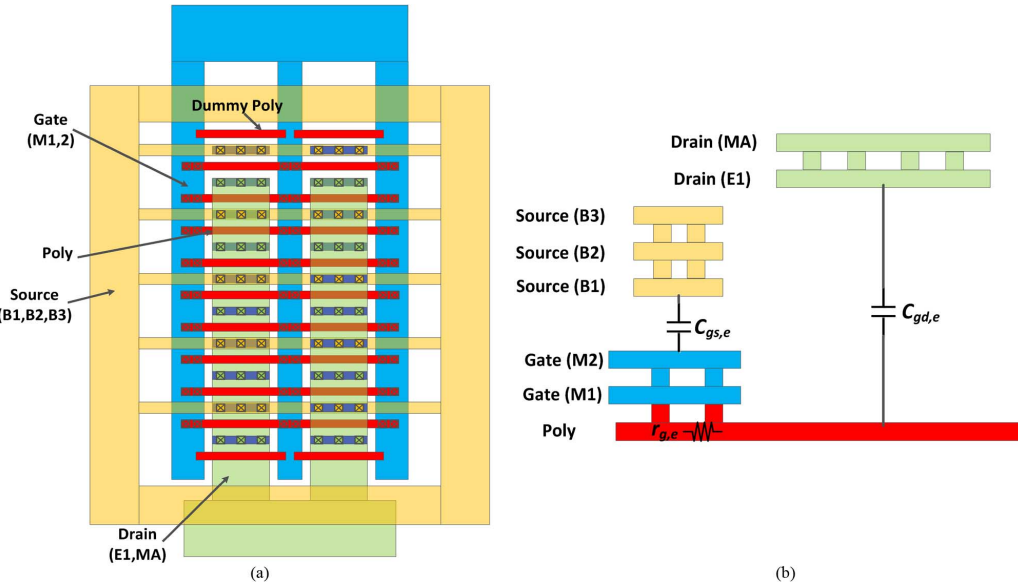 Dummy Poly
Gate
(M1,2)
Poly
Source
(B1,B2,B3)
Drain
(E1,MA)
(a)
Drain (MA)
Drain (E1)
Source (B3)
Source (B2)
Source (B1)
Cgs,e
Cgd,e
Gate (M2)
Gate (M1)
Poly
rg,e
(b)